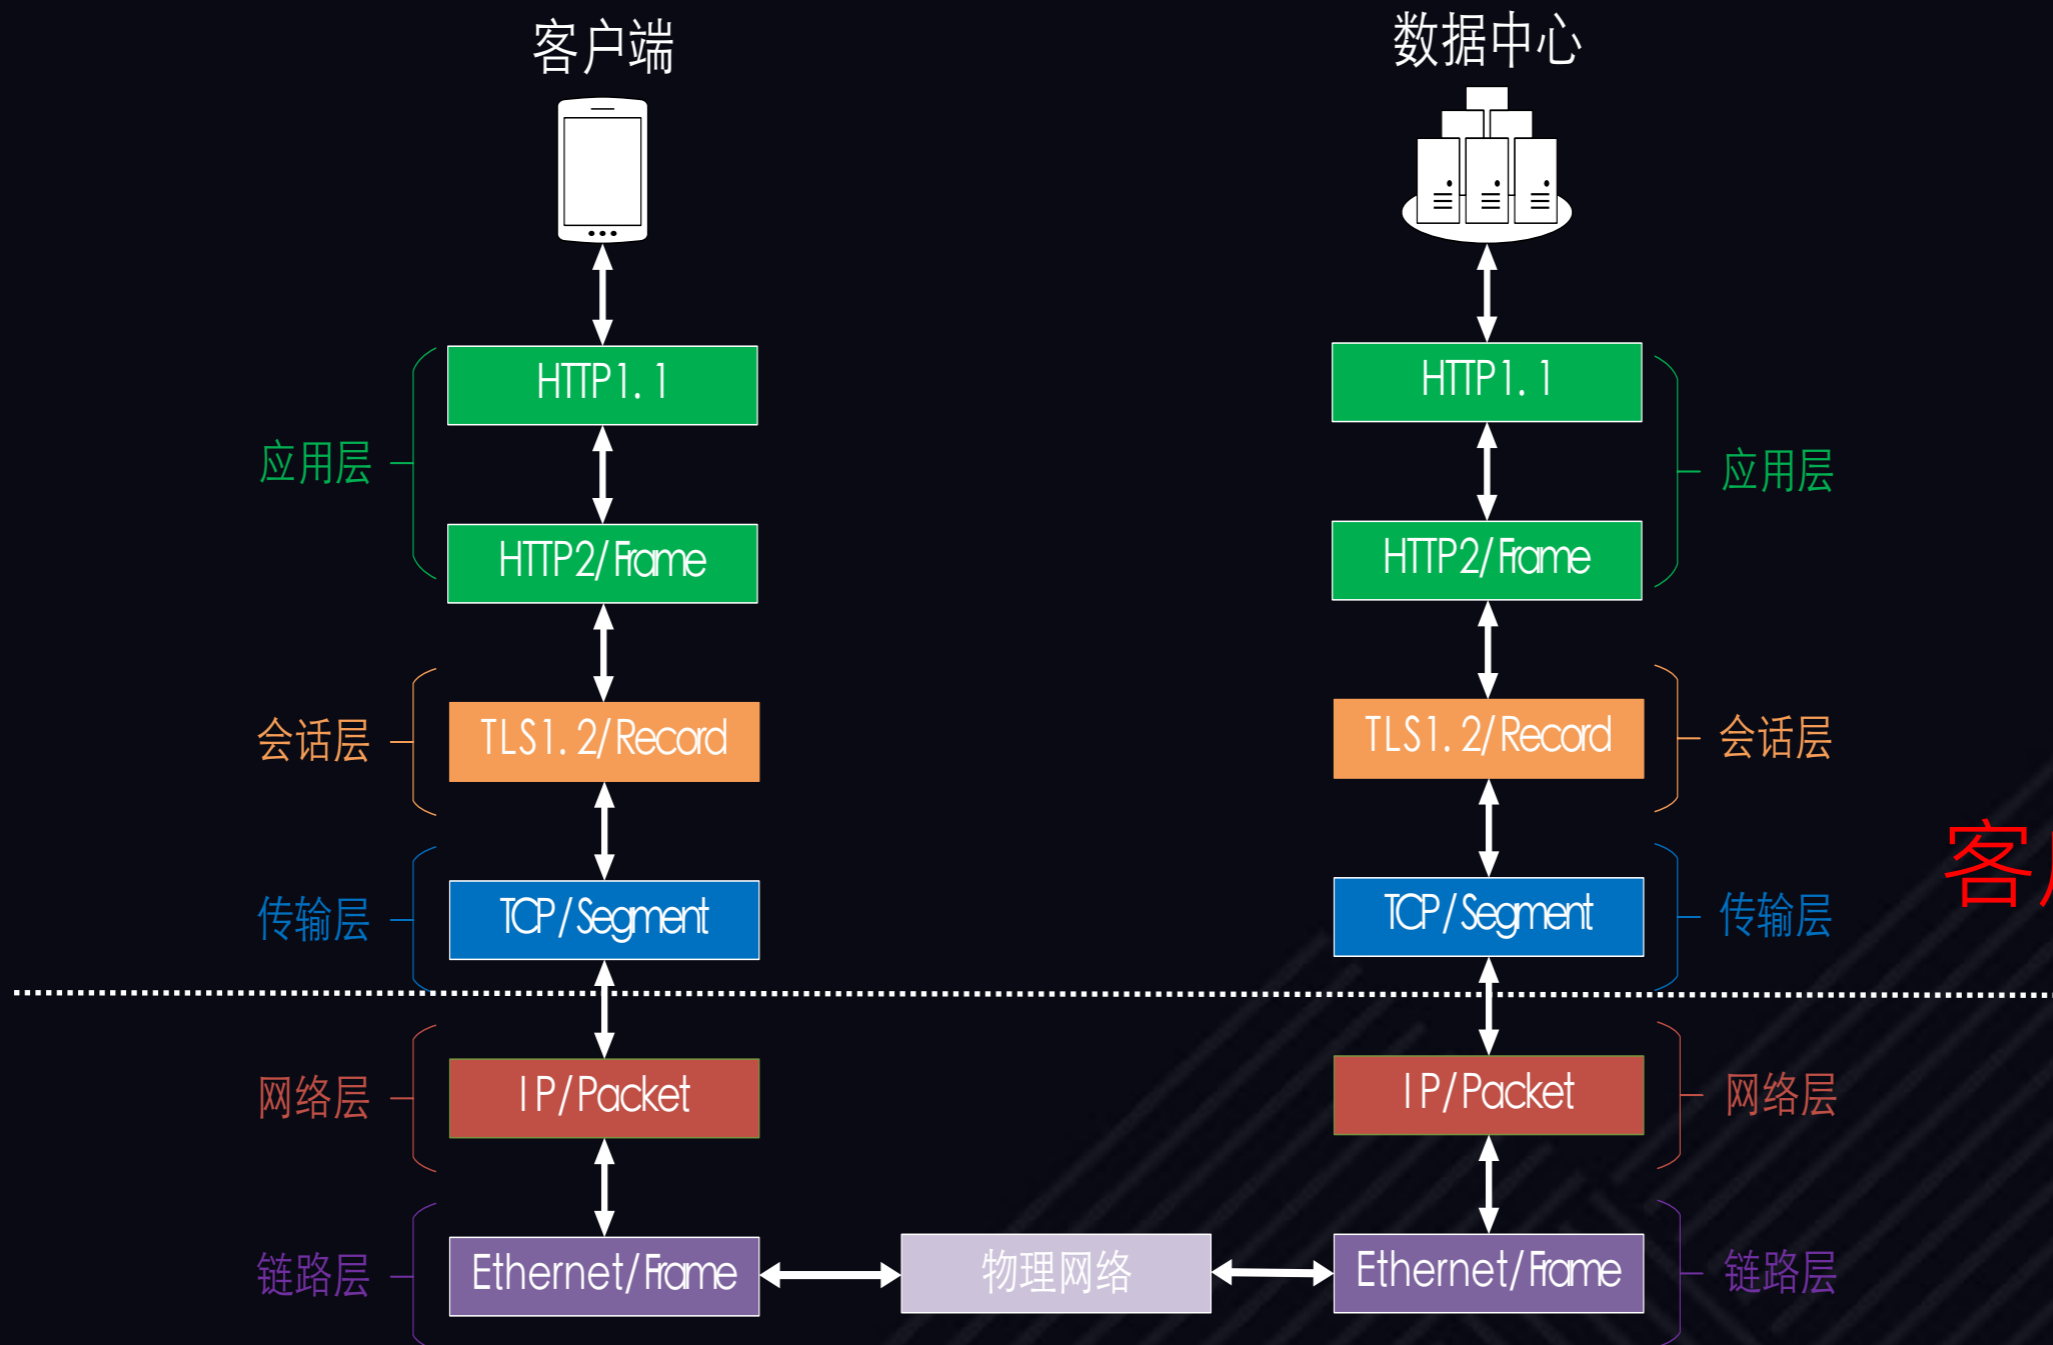 客户端
数据中心
HTTP1.1
HTTP1.1
应用层
应用层
HTTP2/Frame
HTTP2/Frame
会话层
TLS1.2/Record
TLS1.2/Record
会话层
客
传输层
TCP/Segment
TCP/Segment
传输层
网络层
IP/Packet
IP/Packet
网络层
链路层
Ethernet/Frame
物理网络
Ethernet/Frame
链路层